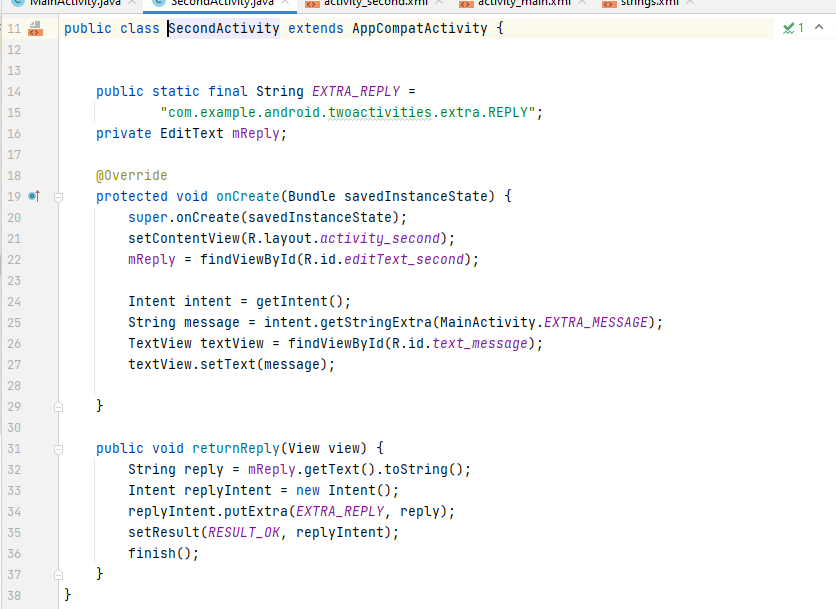 MainActivity.java SecondActivity.java activity_second.xml activity_main.xml strings.xml
11 public class SecondActivity extends AppCompatActivity { 1
12
13
14 public static final String EXTRA_REPLY =
15 "com.example.android.twoactivities.extra.REPLY";
16 private EditText mReply;
17
18 @Override
19 protected void onCreate(Bundle savedInstanceState) {
20 super.onCreate(savedInstanceState);
21 setContentView(R.layout.activity_second);
22 mReply = findViewById(R.id.editText_second);
23
24 Intent intent = getIntent();
25 String message = intent.getStringExtra(MainActivity.EXTRA_MESSAGE);
26 TextView textView = findViewById(R.id.text_message);
27 textView.setText(message);
28
29 }
30
31 public void returnReply(View view) {
32 String reply = mReply.getText().toString();
33 Intent replyIntent = new Intent();
34 replyIntent.putExtra(EXTRA_REPLY, reply);
35 setResult(RESULT_OK, replyIntent);
36 finish();
37 }
38 }